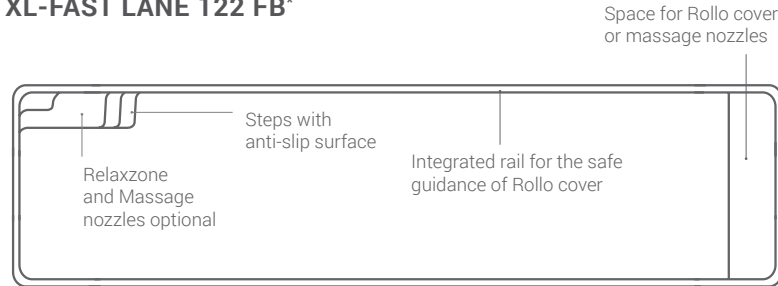 XL-FAST LANE 122 FB*
Space for Rollo cover
or massage nozzles
Steps with
anti-slip surface
Integrated rail for the safe
guidance of Rollo cover
Relaxzone
and Massage
nozzles optional